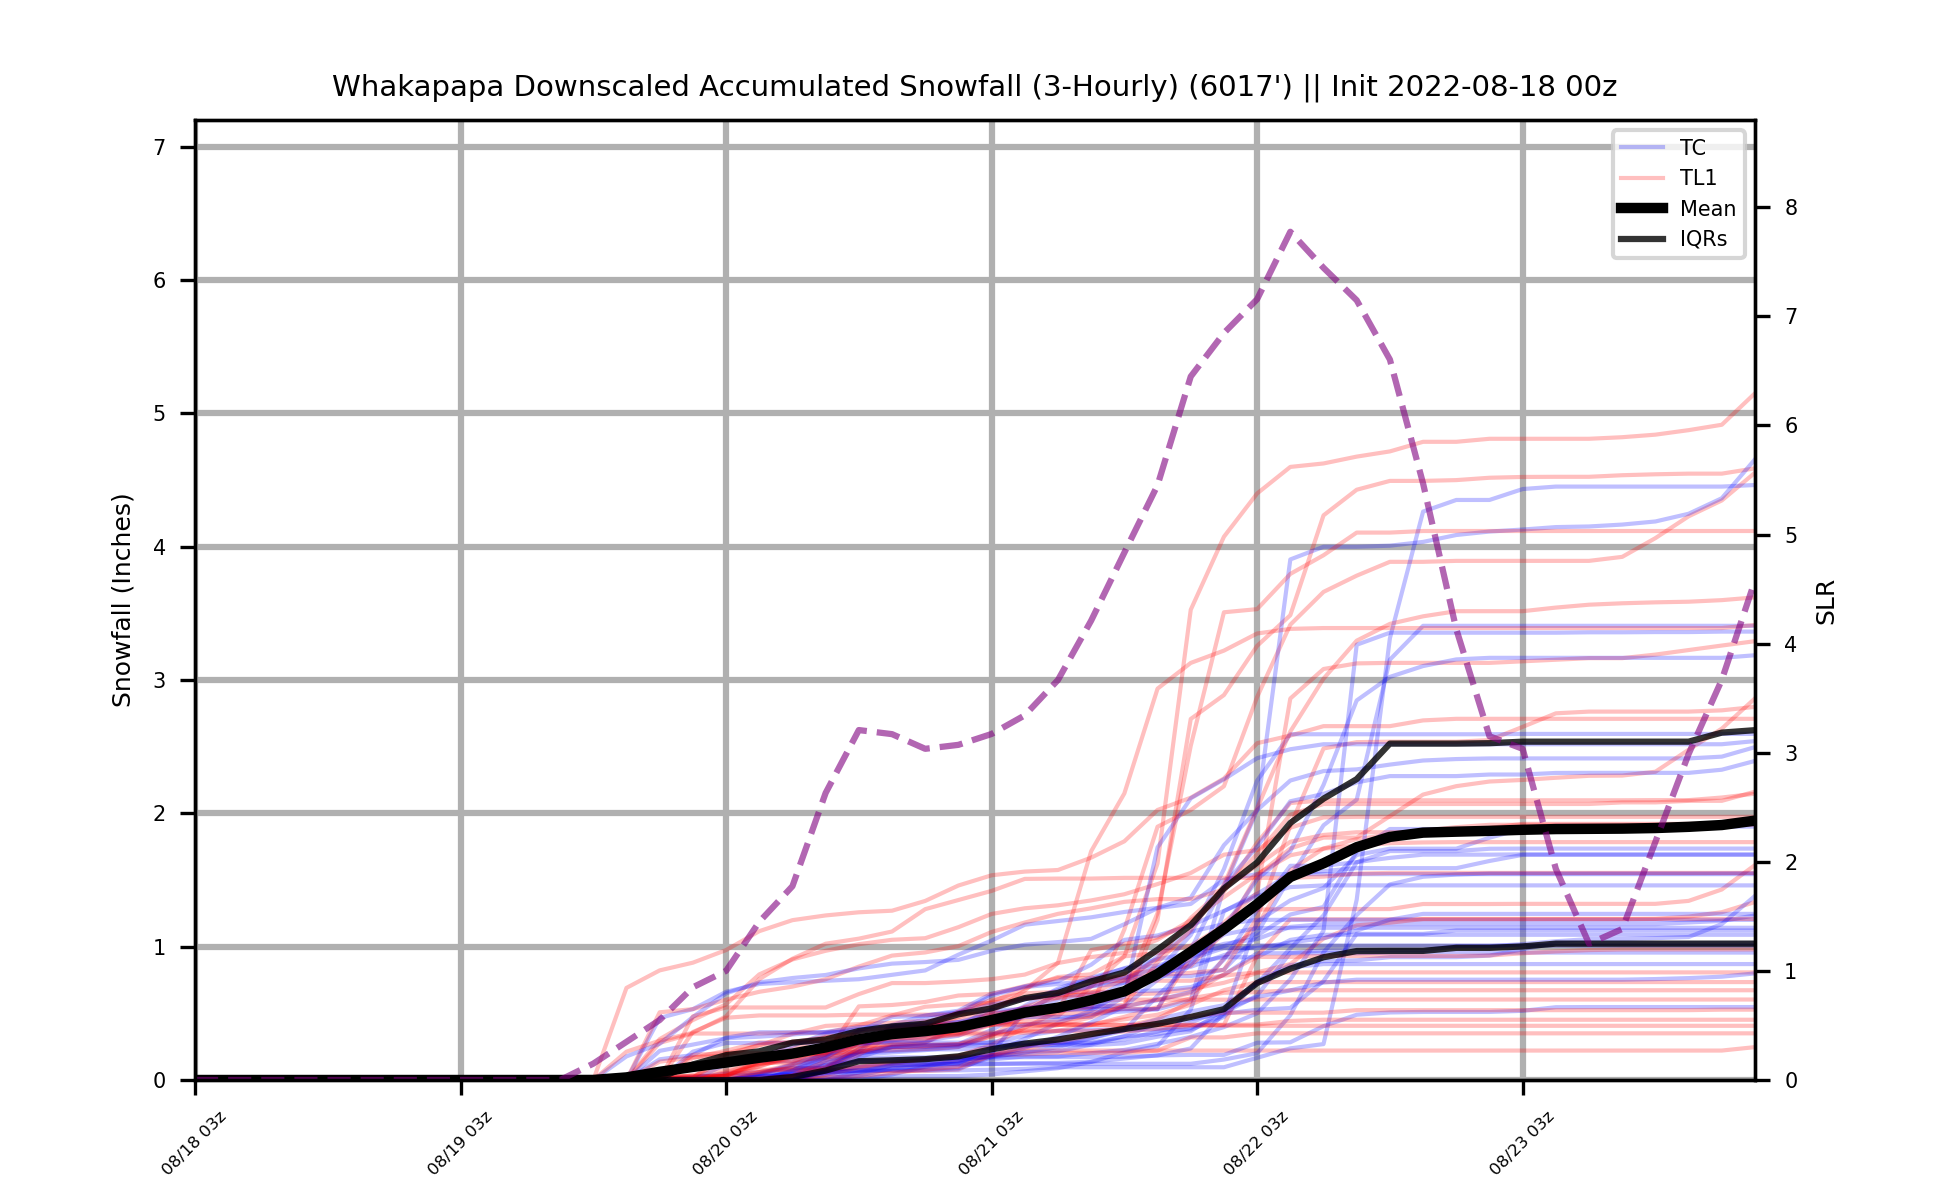 Whakapapa Downscaled Accumulated Snowfall (3-Hourly) (6017') || Init 2022-08-18 00z
TC
TL1
Mean
IQRs
Snowfall (Inches)
7
6
5
4
3
2
1
0
SLR
8
7
6
5
4
3
2
1
0
08/18 03z
08/19 03z
08/20 03z
08/21 03z
08/22 03z
08/23 03z